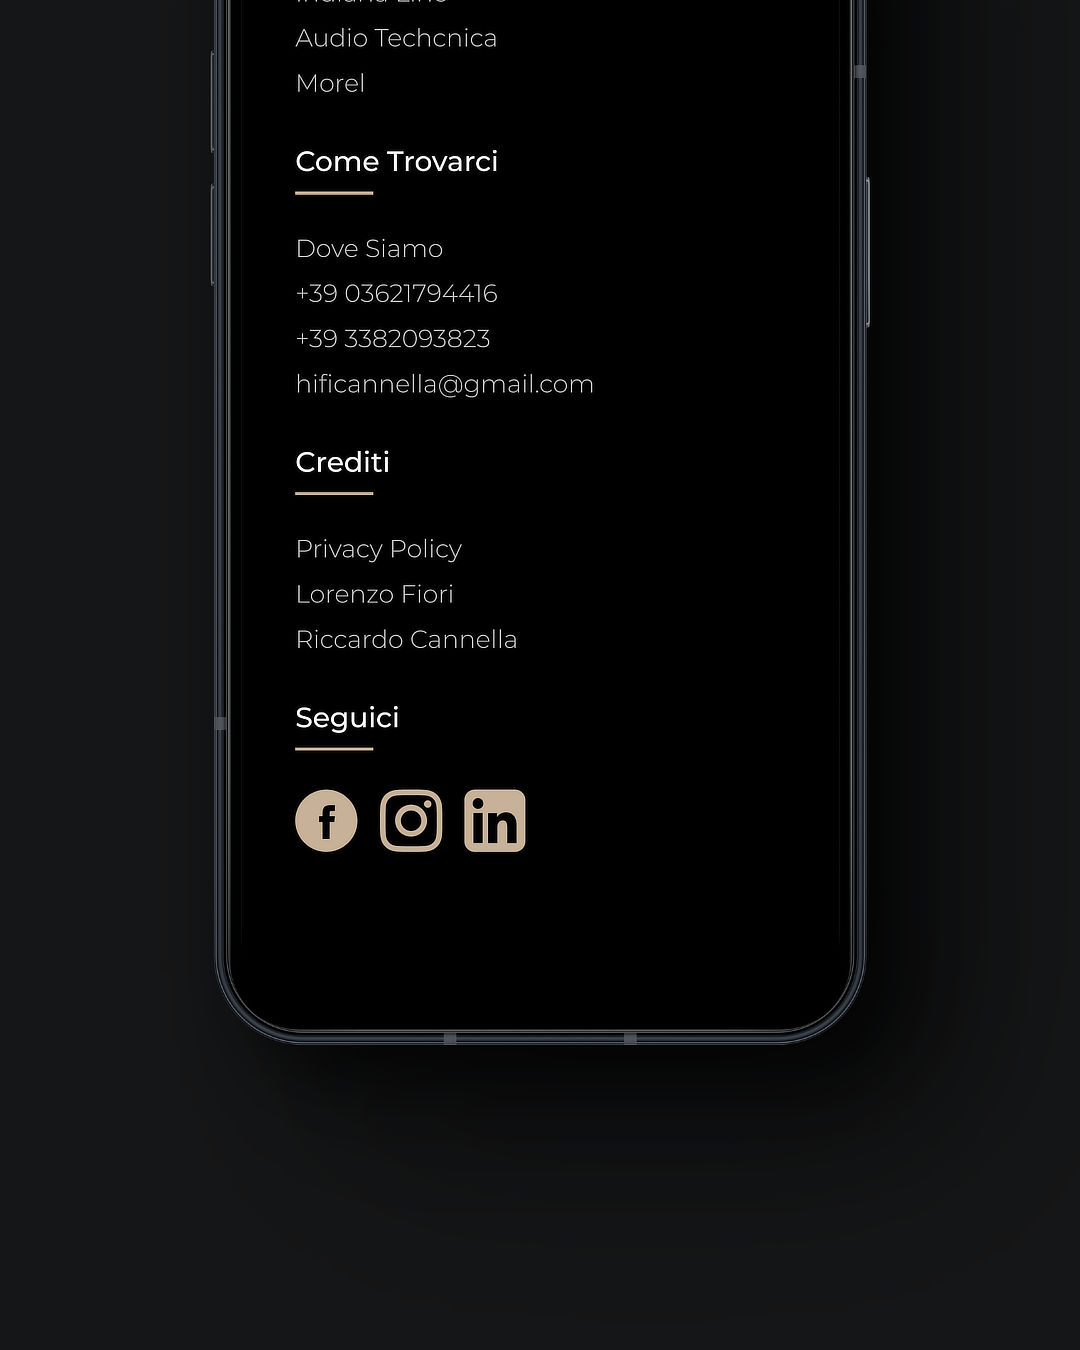 Audio Techcnica
Morel
Come Trovarci
Dove Siamo
+39 03621794416
+39 3382093823
hificannella@gmail.com
Crediti
Privacy Policy
Lorenzo Fiori
Riccardo Cannella
Seguici
f
in